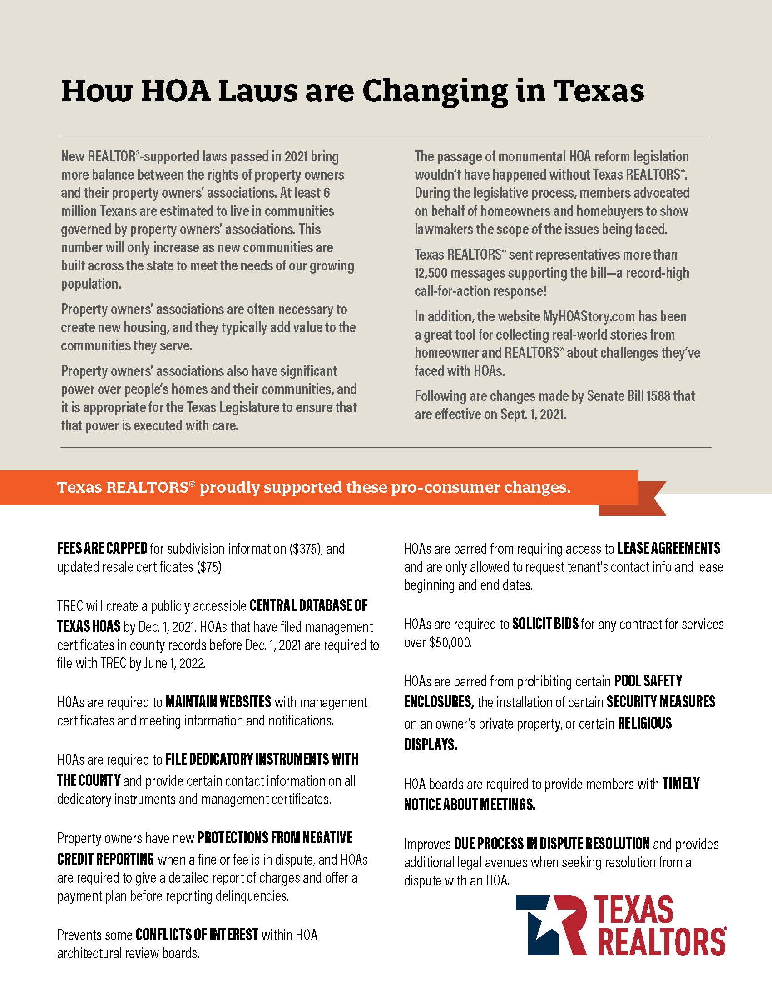 How HOA Laws are Changing in Texas
New REALTOR®-supported laws passed in 2021 bring
more balance between the rights of property owners
and their property owners’ associations. At least 6
million Texans are estimated to live in communities
governed by property owners’ associations. This
number will only increase as new communities are
built across the state to meet the needs of our growing
population.
Property owners’ associations are often necessary to
create new housing, and they typically add value to the
communities they serve.
Property owners’ associations also have significant
power over people’s homes and their communities, and
it is appropriate for the Texas Legislature to ensure that
that power is executed with care.
The passage of monumental HOA reform legislation
wouldn’t have happened without Texas REALTORS®.
During the legislative process, members advocated
on behalf of homeowners and homebuyers to show
lawmakers the scope of the issues being faced.
Texas REALTORS® sent representatives more than
12,500 messages supporting the bill—a record-high
call-for-action response!
In addition, the website MyHOAStory.com has been
a great tool for collecting real-world stories from
homeowner and REALTORS® about challenges they’ve
faced with HOAs.
Following are changes made by Senate Bill 1588 that
are effective on Sept. 1, 2021.
Texas REALTORS® proudly supported these pro-consumer changes.
FEES ARE CAPPED for subdivision information ($375), and
updated resale certificates ($75).
TREC will create a publicly accessible CENTRAL DATABASE OF
TEXAS HOAS by Dec. 1, 2021. HOAs that have filed management
certificates in county records before Dec. 1, 2021 are required to
file with TREC by June 1, 2022.
HOAs are required to MAINTAIN WEBSITES with management
certificates and meeting information and notifications.
HOAs are required to FILE DEDICATORY INSTRUMENTS WITH
THE COUNTY and provide certain contact information on all
dedicatory instruments and management certificates.
Property owners have new PROTECTIONS FROM NEGATIVE
CREDIT REPORTING when a fine or fee is in dispute, and HOAs
are required to give a detailed report of charges and offer a
payment plan before reporting delinquencies.
Prevents some CONFLICTS OF INTEREST within HOA
architectural review boards.
HOAs are barred from requiring access to LEASE AGREEMENTS
and are only allowed to request tenant’s contact info and lease
beginning and end dates.
HOAs are required to SOLICIT BIDS for any contract for services
over $50,000.
HOAs are barred from prohibiting certain POOL SAFETY
ENCLOSURES, the installation of certain SECURITY MEASURES
on an owner’s private property, or certain RELIGIOUS
DISPLAYS.
HOA boards are required to provide members with TIMELY
NOTICE ABOUT MEETINGS.
Improves DUE PROCESS IN DISPUTE RESOLUTION and provides
additional legal avenues when seeking resolution from a
dispute with an HOA.
TEXAS
REALTORS®